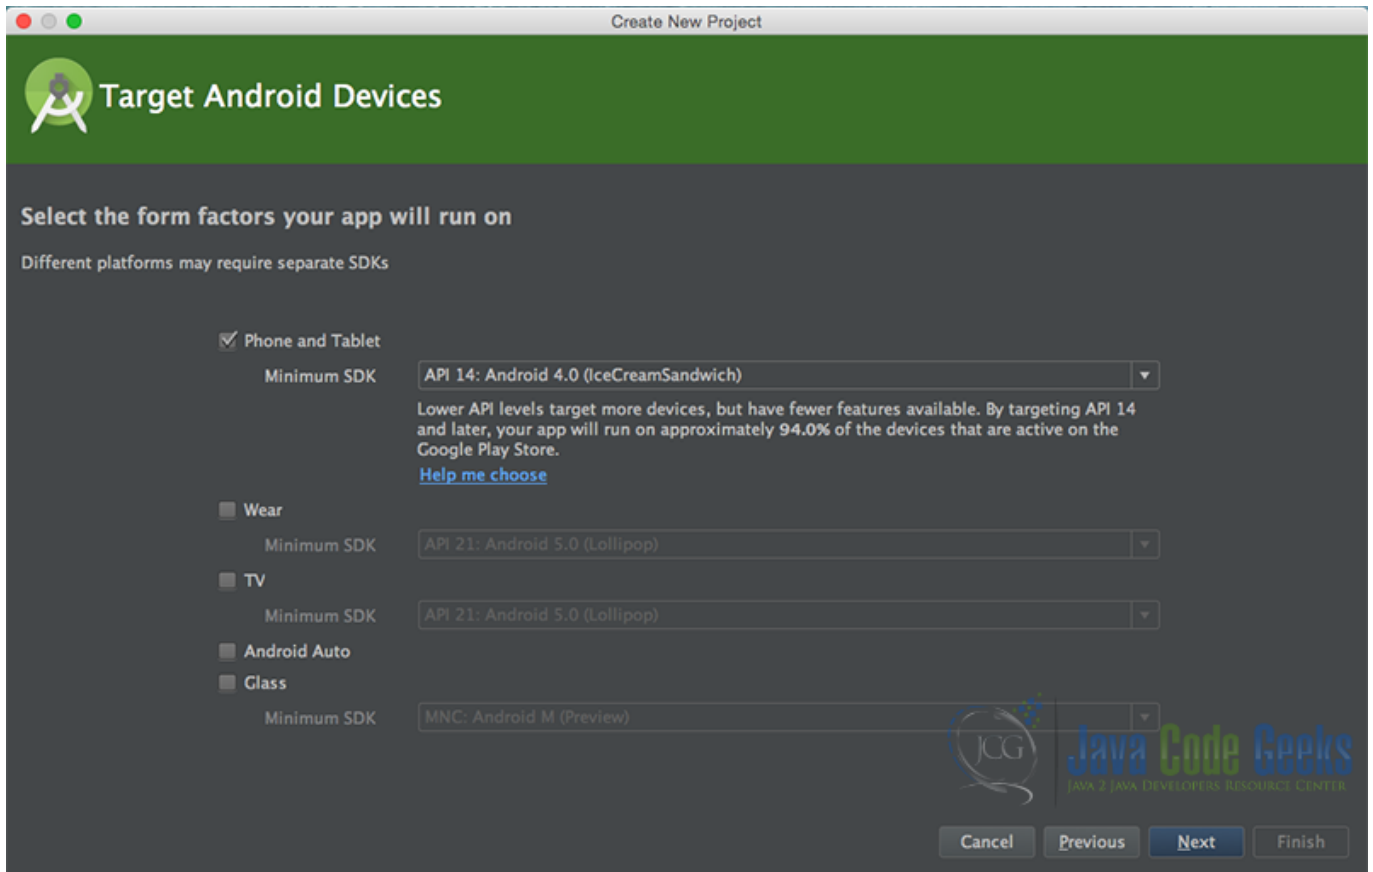 Create New Project
Target Android Devices
Select the form factors your app will run on
Different platforms may require separate SDKs
Phone and Tablet
Minimum SDK API 14: Android 4.0 (IceCreamSandwich)
Lower API levels target more devices, but have fewer features available. By targeting API 14
and later, your app will run on approximately 94.0% of the devices that are active on the
Google Play Store.
Help me choose
Wear
Minimum SDK API 21: Android 5.0 (Lollipop)
TV
Minimum SDK API 21: Android 5.0 (Lollipop)
Android Auto
Glass
Minimum SDK MNC: Android M (Preview)
JCG Java Code Geeks
JAVA 2 JAVA DEVELOPERS RESOURCE CENTER
Cancel Previous Next Finish